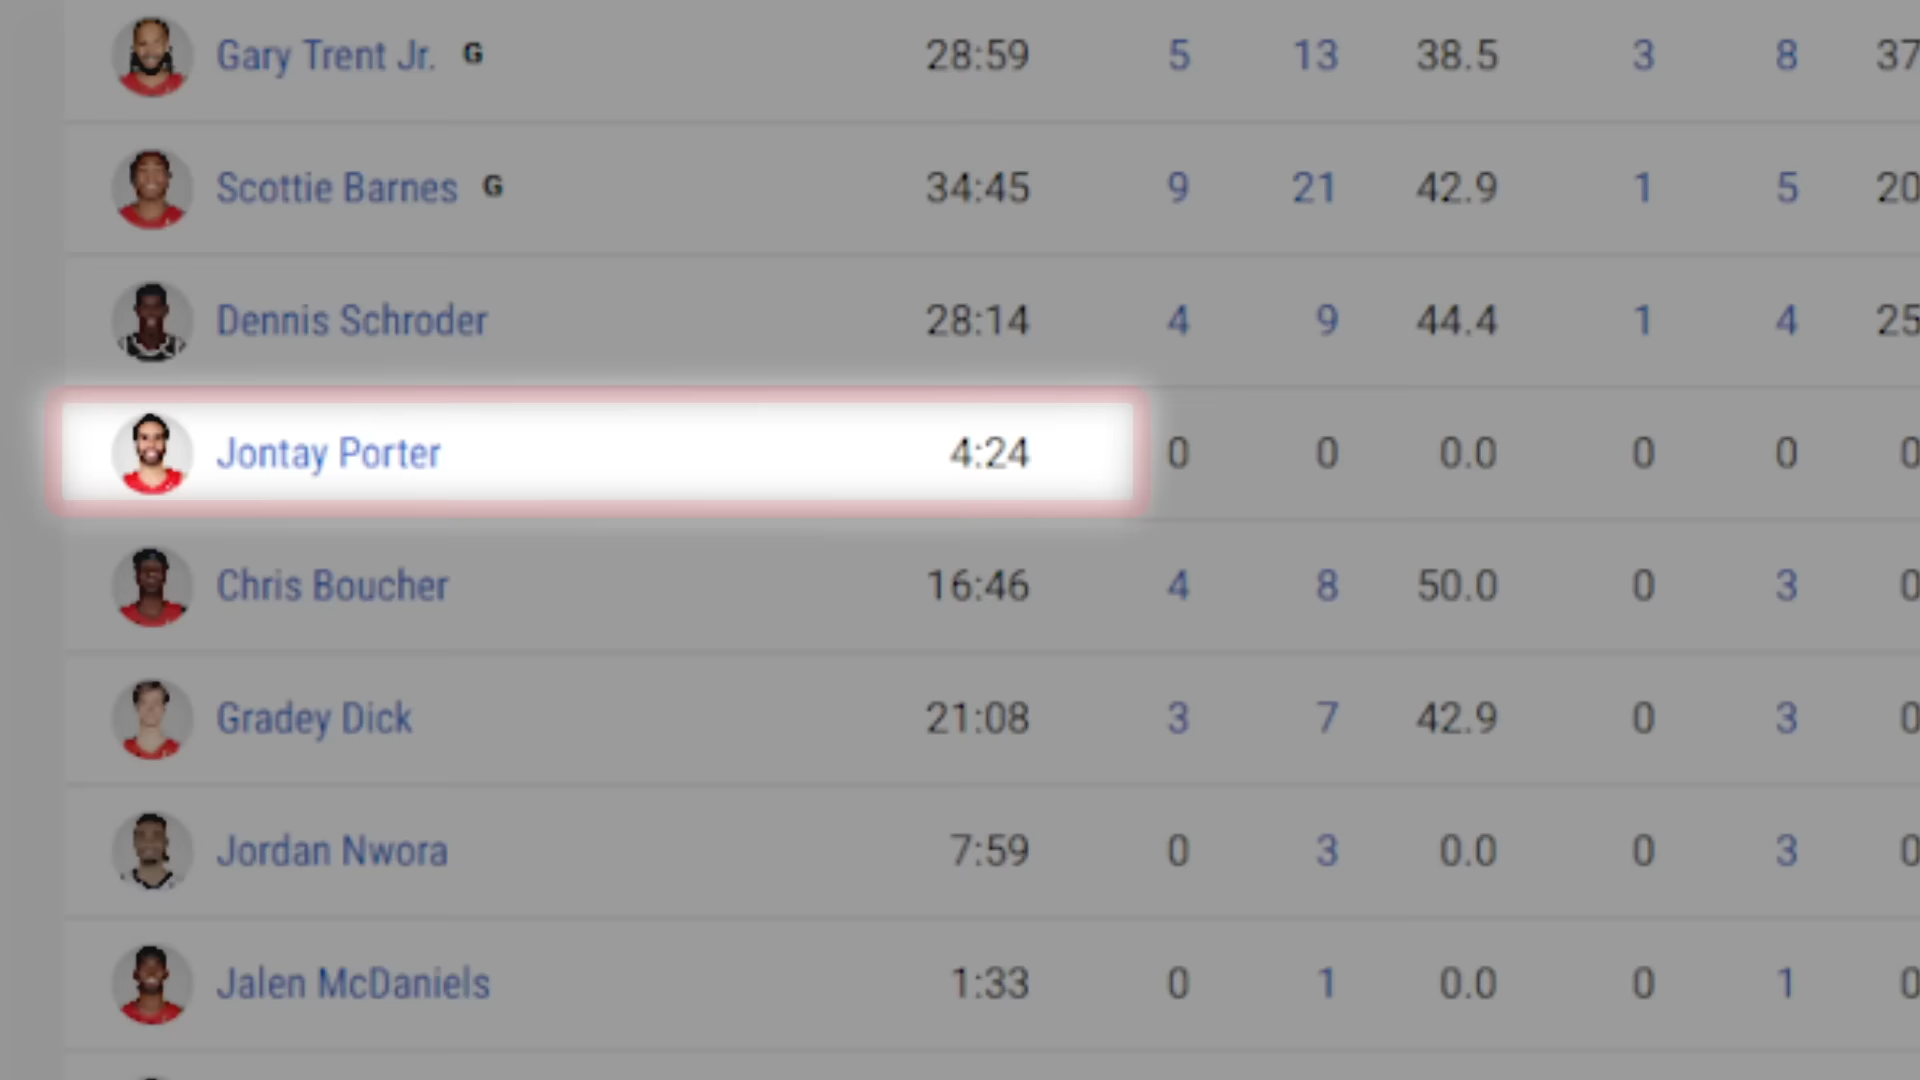 Gary Trent Jr. G 28:59 5 13 38.5 3 8 37
Scottie Barnes G 34:45 9 21 42.9 1 5 20
Dennis Schroder 28:14 4 9 44.4 1 4 25
Jontay Porter 4:24 0 0 0.0 0 0 0
Chris Boucher 16:46 4 8 50.0 0 3 0
Gradey Dick 21:08 3 7 42.9 0 3 0
Jordan Nwora 7:59 0 3 0.0 0 3 0
Jalen McDaniels 1:33 0 1 0.0 0 1 0